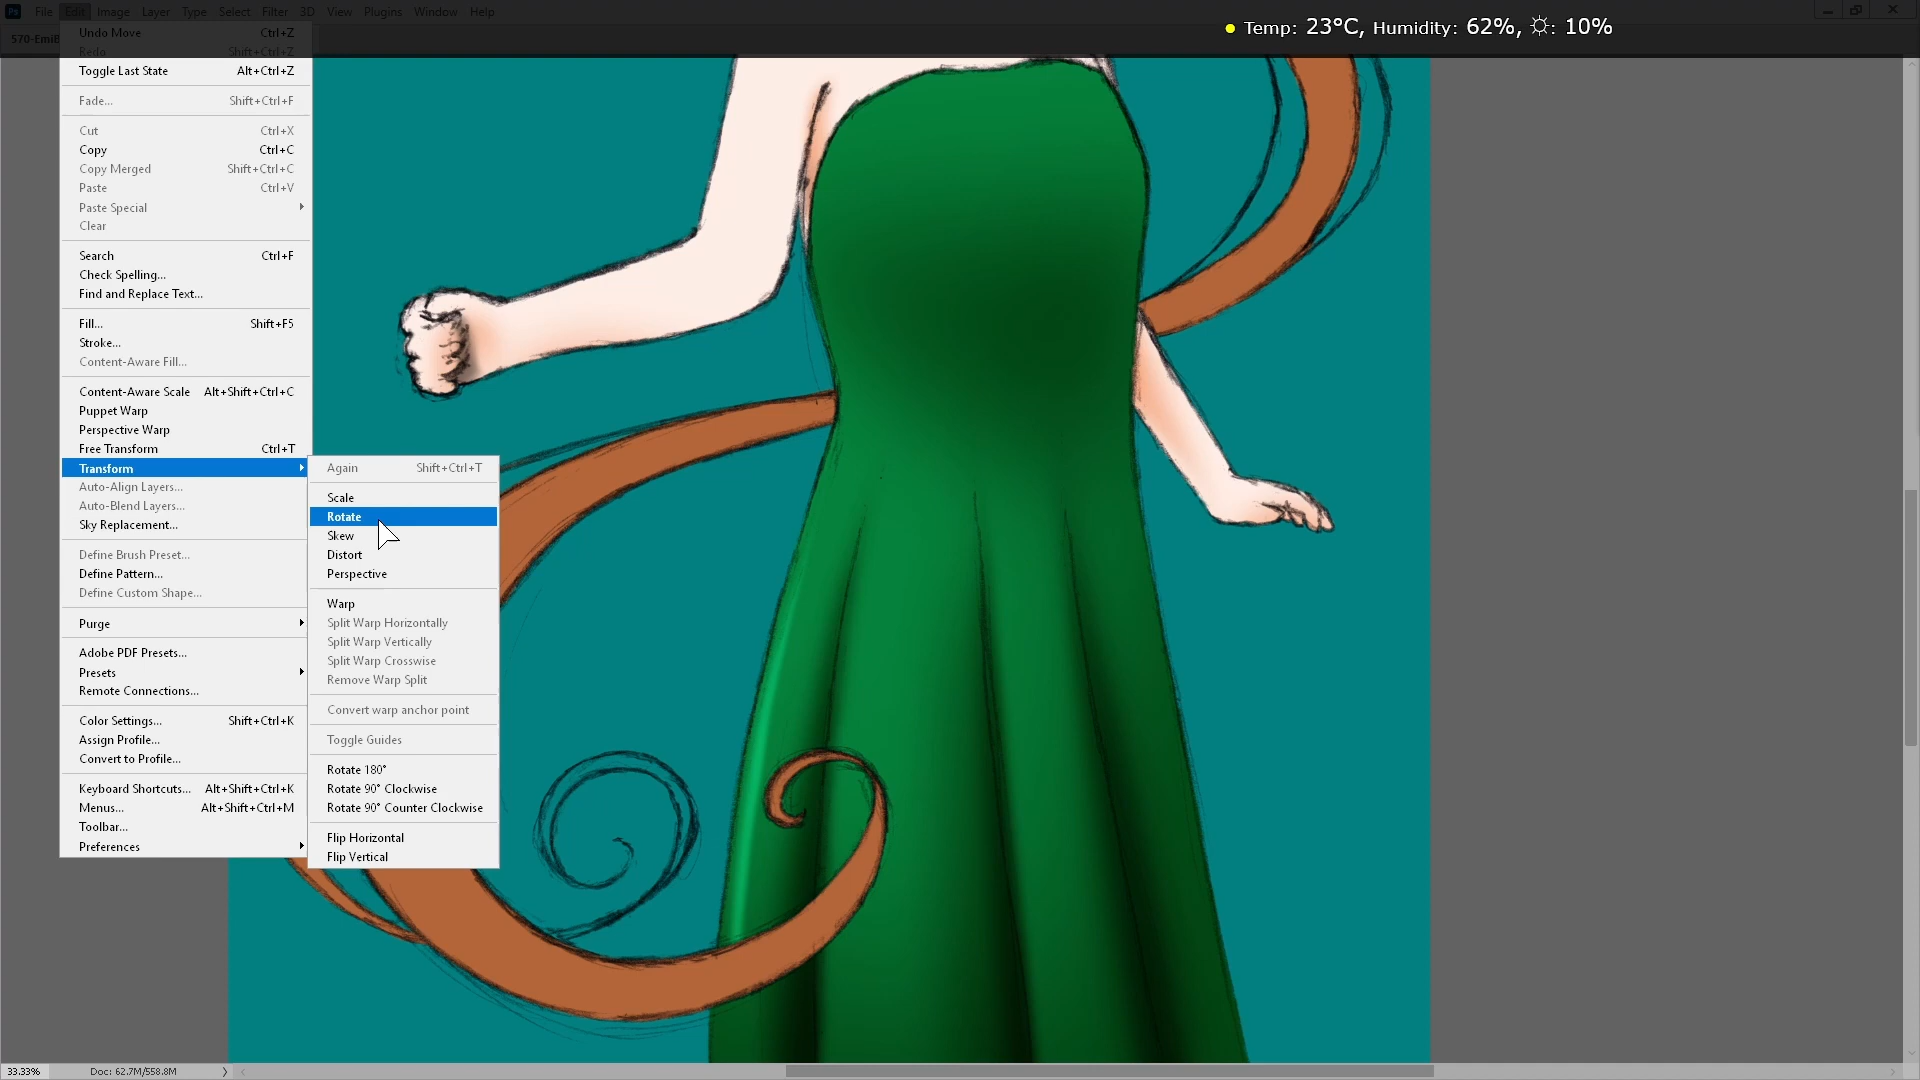 Ps File Edit Image Layer Type Select Filter 3D View Plugins Window Help
Temp: 23°C, Humidity: 62%, 10%
Undo Move Ctrl+Z
Redo Shift+Ctrl+Z
Toggle Last State Alt+Ctrl+Z
Fade... Shift+Ctrl+F
Cut Ctrl+X
Copy Ctrl+C
Copy Merged Shift+Ctrl+C
Paste Ctrl+V
Paste Special
Clear
Search Ctrl+F
Check Spelling...
Find and Replace Text...
Fill... Shift+F5
Stroke...
Content-Aware Fill...
Content-Aware Scale Alt+Shift+Ctrl+C
Puppet Warp
Perspective Warp
Free Transform Ctrl+T
Transform
Auto-Align Layers...
Auto-Blend Layers...
Sky Replacement...
Define Brush Preset...
Define Pattern...
Define Custom Shape...
Purge
Adobe PDF Presets...
Presets
Remote Connections...
Color Settings... Shift+Ctrl+K
Assign Profile...
Convert to Profile...
Keyboard Shortcuts... Alt+Shift+Ctrl+K
Menus... Alt+Shift+Ctrl+M
Toolbar...
Preferences
Again Shift+Ctrl+T
Scale
Rotate
Skew
Distort
Perspective
Warp
Split Warp Horizontally
Split Warp Vertically
Split Warp Crosswise
Remove Warp Split
Convert warp anchor point
Toggle Guides
Rotate 180°
Rotate 90° Clockwise
Rotate 90° Counter Clockwise
Flip Horizontal
Flip Vertical
33.33% Doc: 62.7M/558.8M